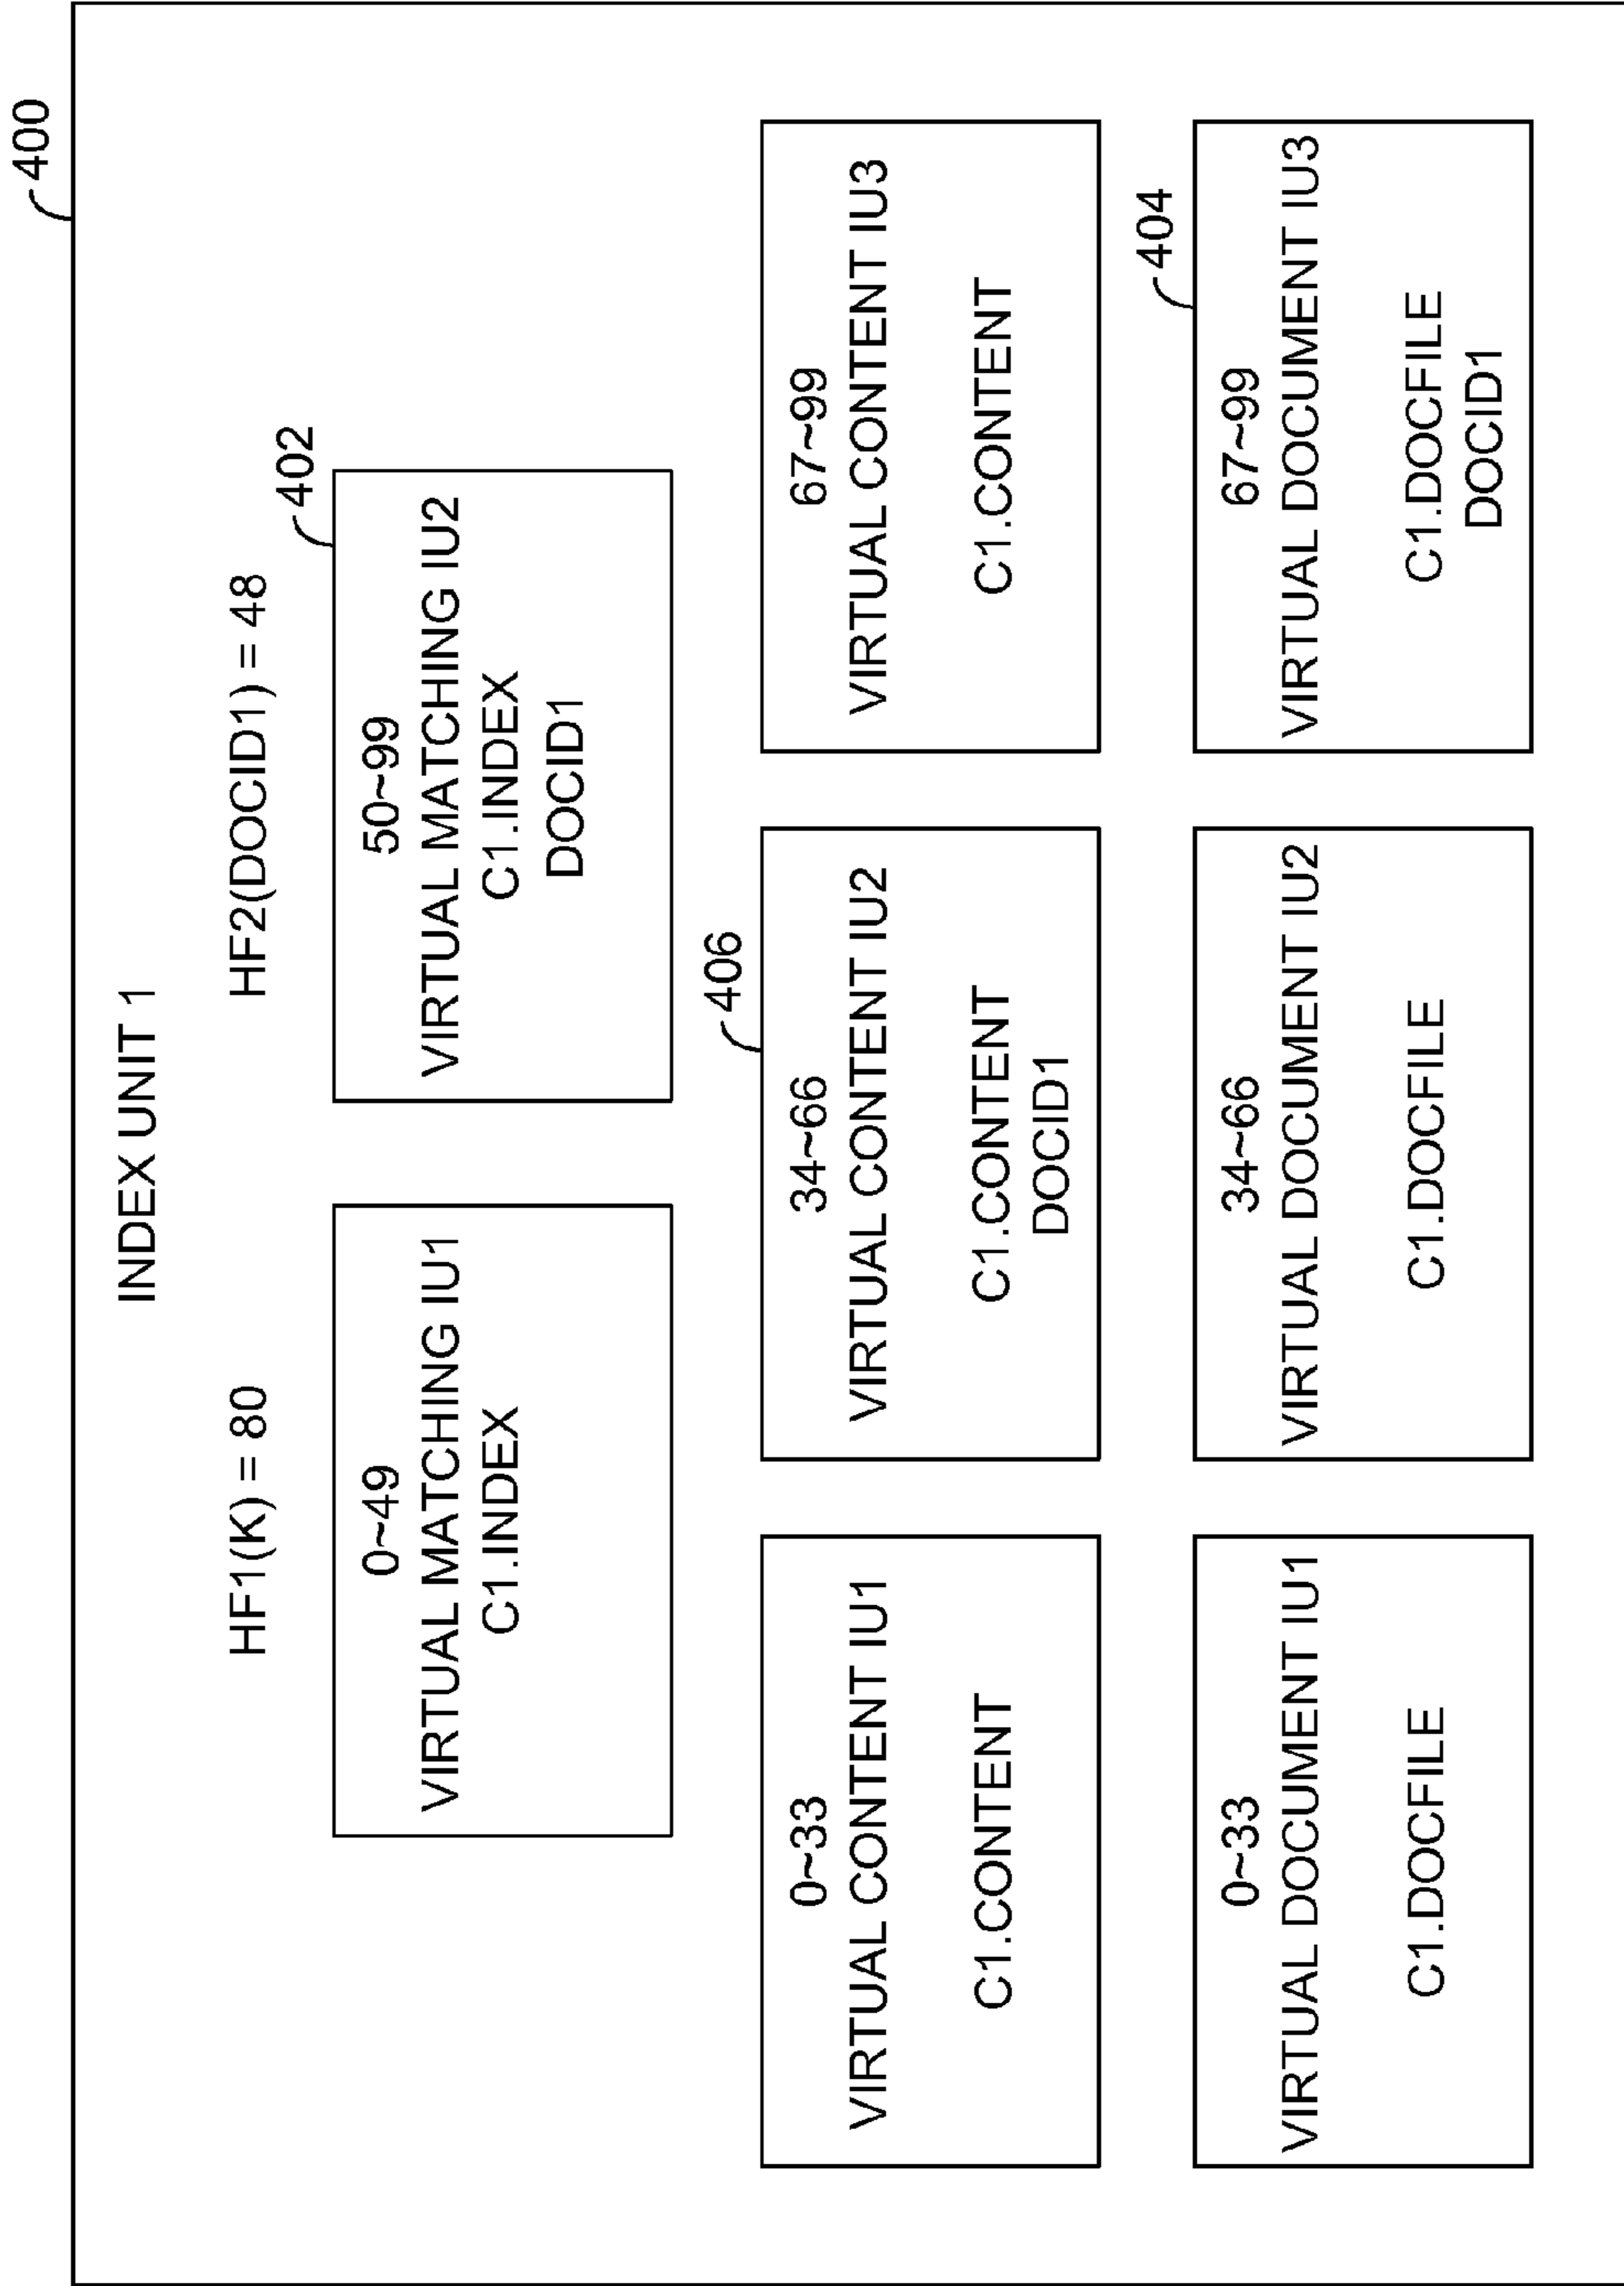 400
INDEX UNIT 1
HF1(K) = 80
HF2(DOCID1) = 48
402
0~49
VIRTUAL MATCHING IU1
C1.INDEX
50~99
VIRTUAL MATCHING IU2
C1.INDEX
DOCID1
406
0~33
VIRTUAL CONTENT IU1
C1.CONTENT
34~66
VIRTUAL CONTENT IU2
C1.CONTENT
DOCID1
67~99
VIRTUAL CONTENT IU3
C1.CONTENT
404
0~33
VIRTUAL DOCUMENT IU1
C1.DOCFILE
34~66
VIRTUAL DOCUMENT IU2
C1.DOCFILE
67~99
VIRTUAL DOCUMENT IU3
C1.DOCFILE
DOCID1